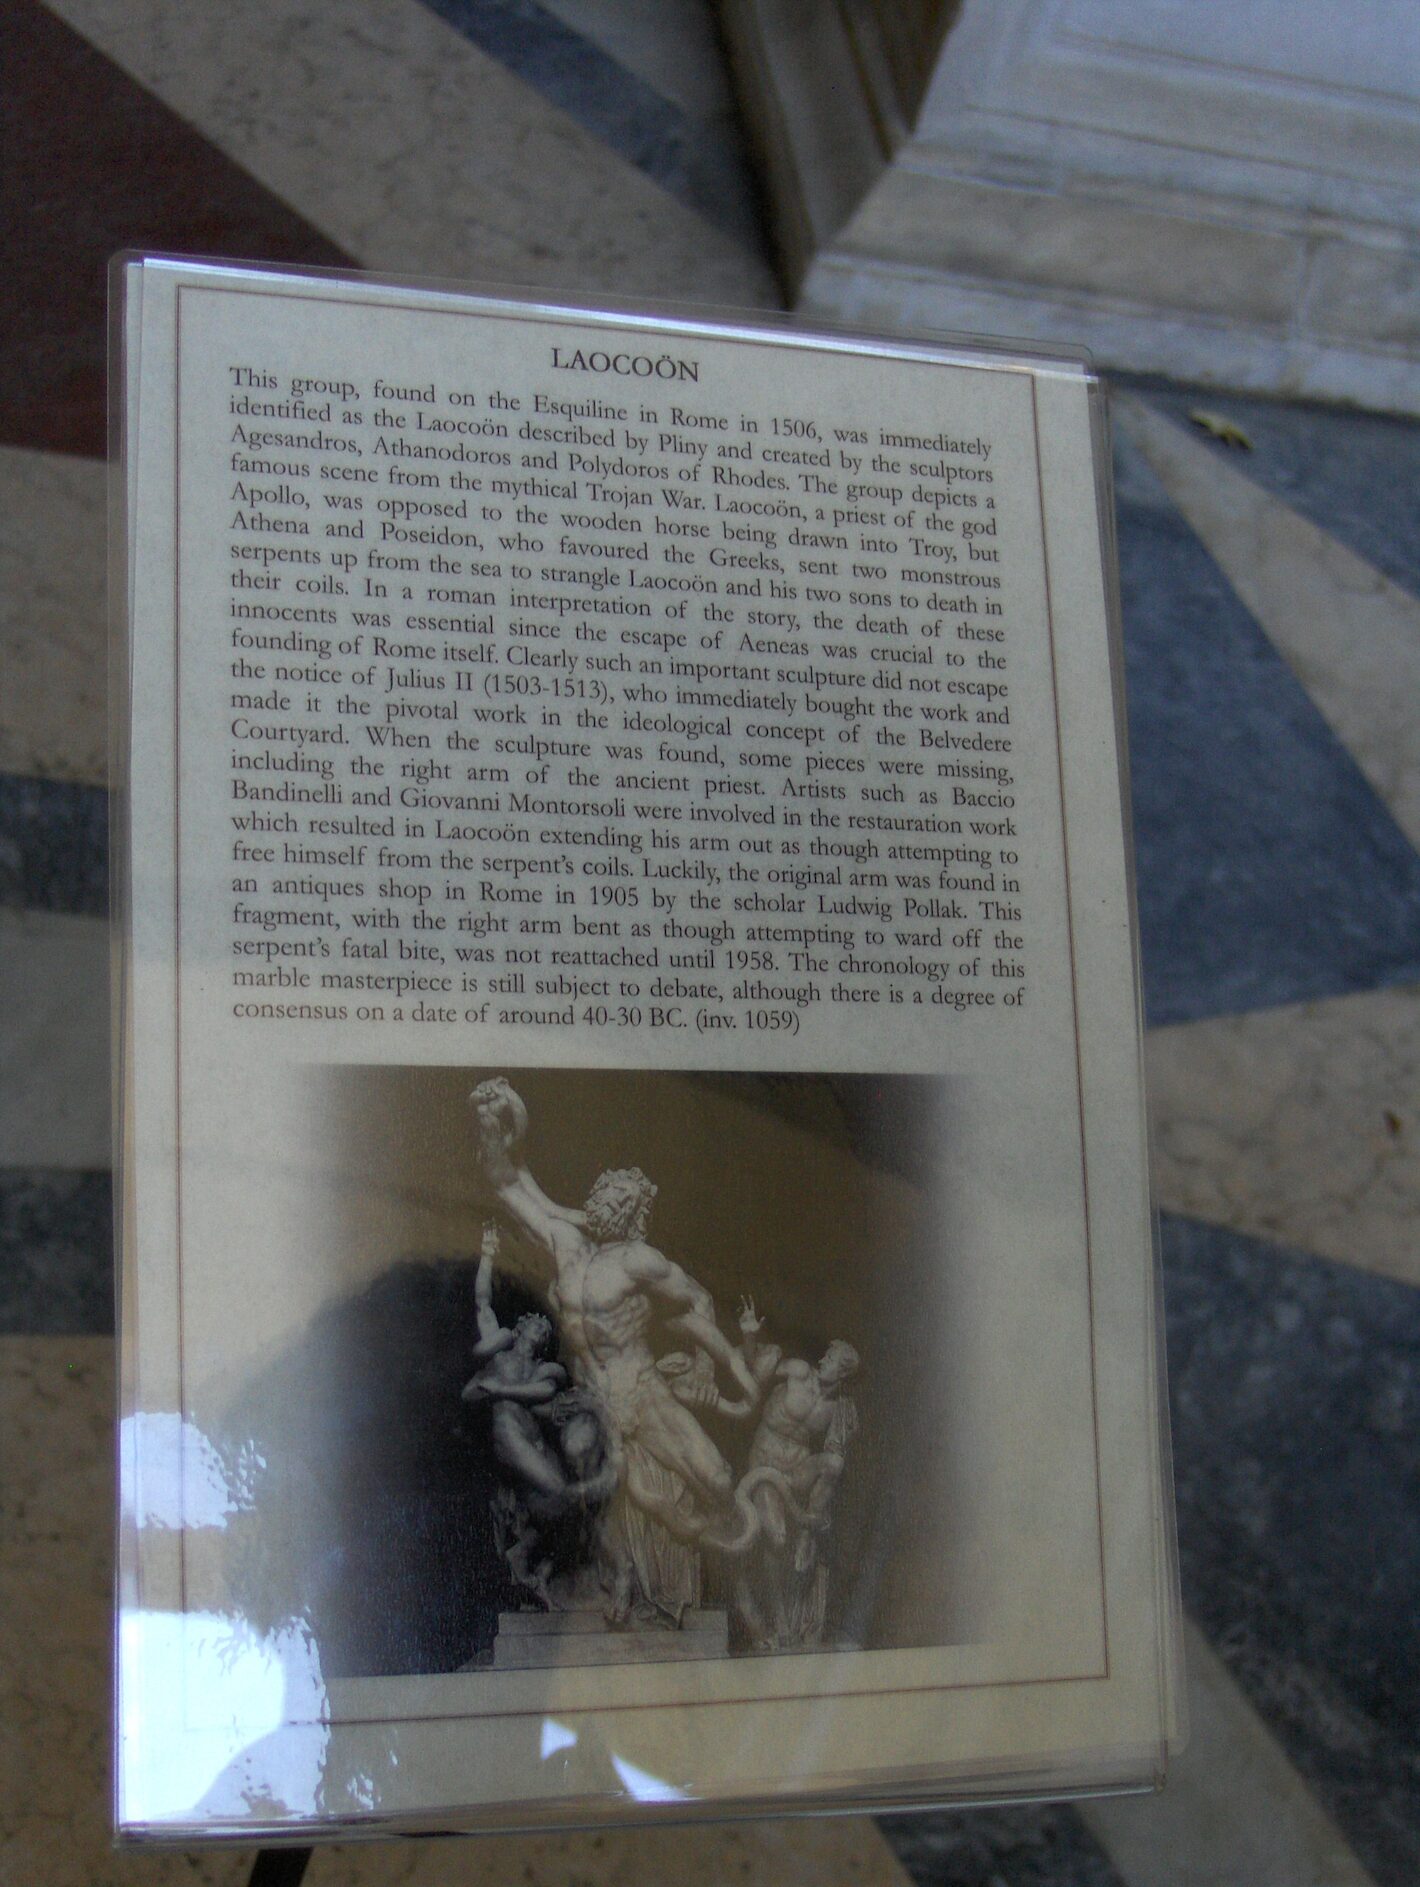 LAOCOÖN
This group, found on the Esquiline in Rome in 1506, was immediately
identified as the Laocoön described by Pliny and created by the sculptors
Agesandros, Athanodoros and Polydoros of Rhodes. The group depicts a
famous scene from the mythical Trojan War. Laocoön, a priest of the god
Apollo, was opposed to the wooden horse being drawn into Troy, but
Athena and Poseidon, who favoured the Greeks, sent two monstrous
serpents up from the sea to strangle Laocoön and his two sons to death in
their coils. In a roman interpretation of the story, the death of these
innocents was essential since the escape of Aeneas was crucial to the
founding of Rome itself. Clearly such an important sculpture did not escape
the notice of Julius II (1503-1513), who immediately bought the work and
made it the pivotal work in the ideological concept of the Belvedere
Courtyard. When the sculpture was found, some pieces were missing,
including the right arm of the ancient priest. Artists such as Baccio
Bandinelli and Giovanni Montorsoli were involved in the restauration work
which resulted in Laocoön extending his arm out as though attempting to
free himself from the serpent's coils. Luckily, the original arm was found in
an antiques shop in Rome in 1905 by the scholar Ludwig Pollak. This
fragment, with the right arm bent as though attempting to ward off the
serpent's fatal bite, was not reattached until 1958. The chronology of this
marble masterpiece is still subject to debate, although there is a degree of
consensus on a date of around 40-30 BC. (inv. 1059)